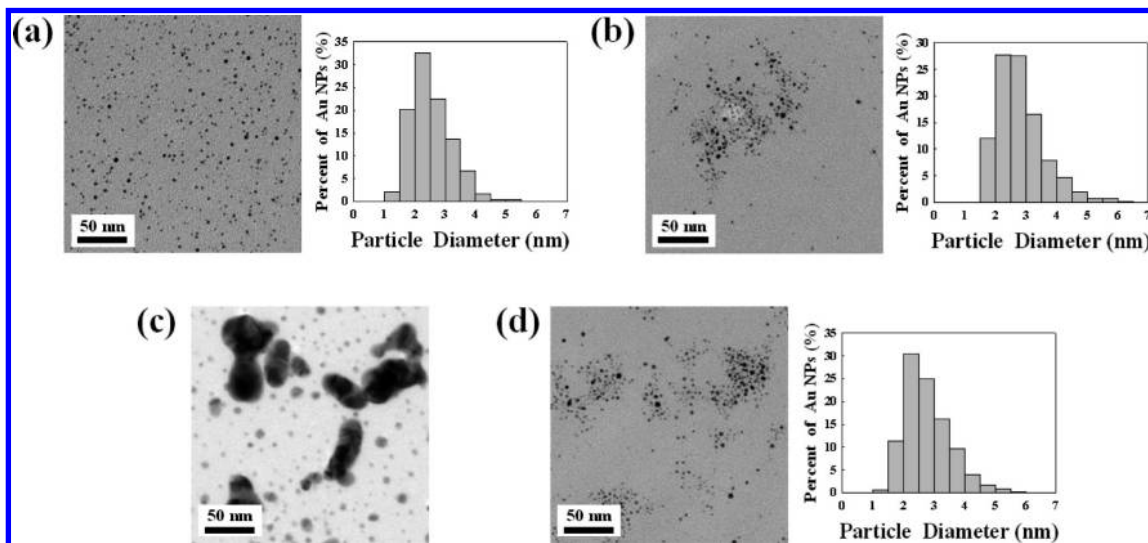 (a)
50 nm
Percent of Au NPs (%)
35
30
25
20
15
10
5
0
0 1 2 3 4 5 6 7
Particle Diameter (nm)
(b)
50 nm
Percent of Au NPs (%)
30
25
20
15
10
5
0
0 1 2 3 4 5 6 7
Particle Diameter (nm)
(c)
50 nm
(d)
50 nm
Percent of Au NPs (%)
35
30
25
20
15
10
5
0
0 1 2 3 4 5 6 7
Particle Diameter (nm)